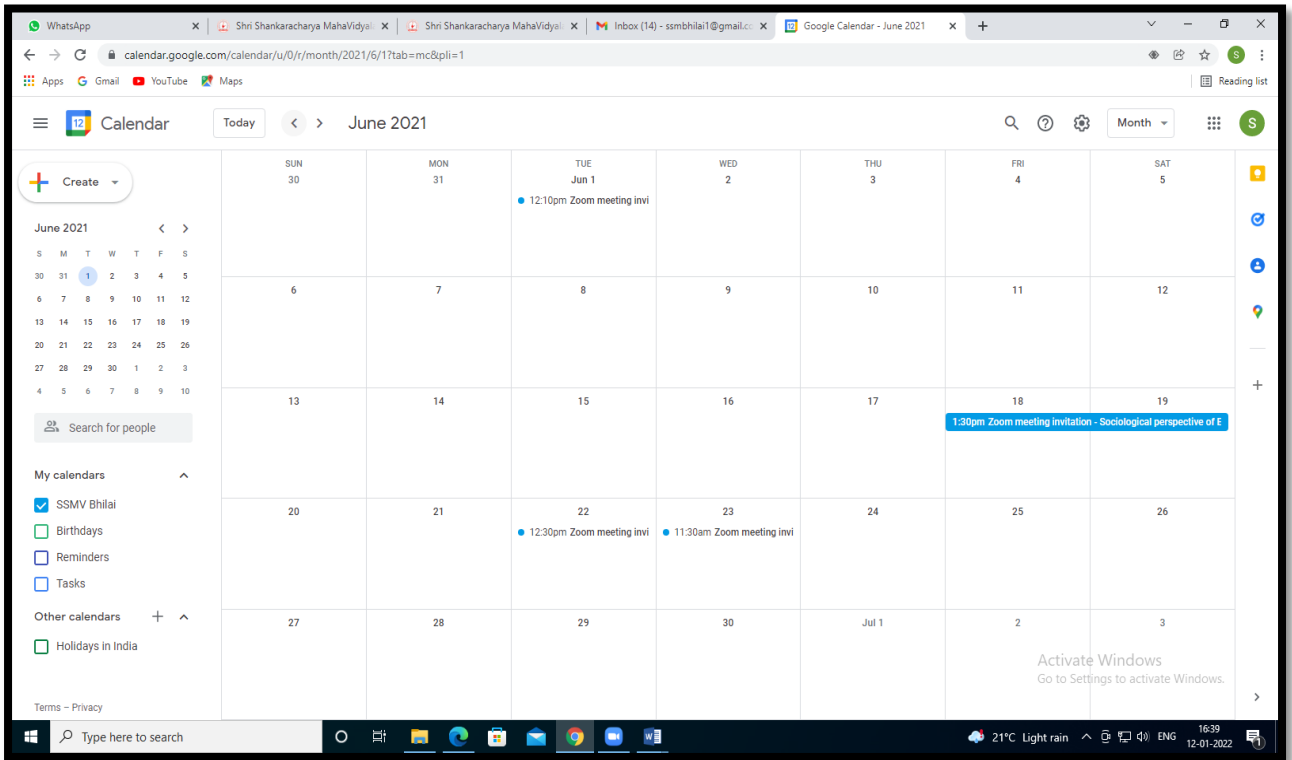 WhatsApp
Shri Shankaracharya MahaVidyal
Shri Shankaracharya MahaVidyal
Inbox (14) - ssmbhilai1@gmail.co
Google Calendar - June 2021
calendar.google.com/calendar/u/0/r/month/2021/6/1?tab=mc&pli=1
S
Apps Gmail YouTube Maps
Reading list
12 Calendar
Today
June 2021
Month
S
Create
June 2021
S M T W T F S
30 31 1 2 3 4 5
6 7 8 9 10 11 12
13 14 15 16 17 18 19
20 21 22 23 24 25 26
27 28 29 30 1 2 3
4 5 6 7 8 9 10
Search for people
My calendars
SSMV Bhilai
Birthdays
Reminders
Tasks
Other calendars
Holidays in India
Terms – Privacy
SUN MON TUE WED THU FRI SAT
30 31 Jun 1 2 3 4 5
12:10pm Zoom meeting invi
6 7 8 9 10 11 12
13 14 15 16 17 18 19
1:30pm Zoom meeting invitation - Sociological perspective of E
20 21 22 23 24 25 26
12:30pm Zoom meeting invi
11:30am Zoom meeting invi
27 28 29 30 Jul 1 2 3
Activate Windows
Go to Settings to activate Windows.
Type here to search
21°C Light rain
ENG
16:39
12-01-2022
1